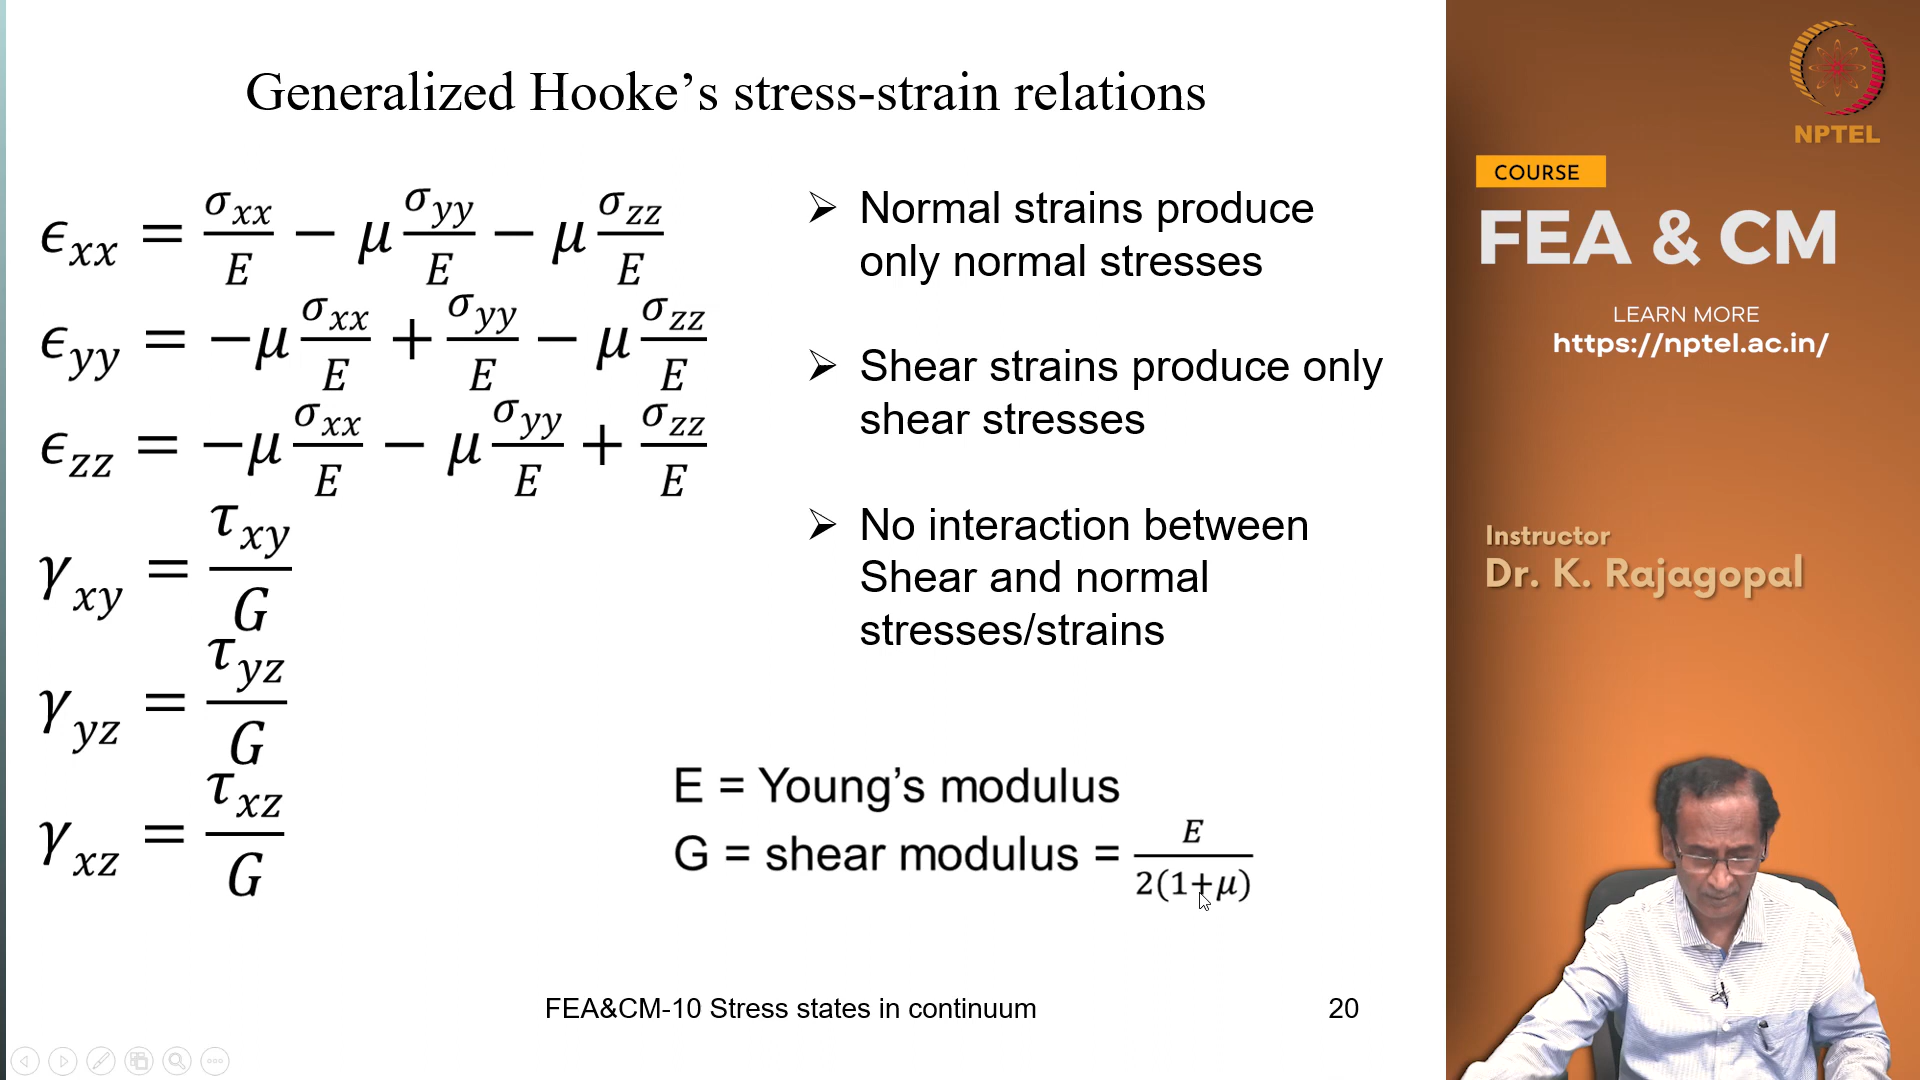 Generalized Hooke's stress-strain relations
ϵ_xx = σ_xx/E − μ σ_yy/E − μ σ_zz/E
ϵ_yy = −μ σ_xx/E + σ_yy/E − μ σ_zz/E
ϵ_zz = −μ σ_xx/E − μ σ_yy/E + σ_zz/E
γ_xy = τ_xy/G
γ_yz = τ_yz/G
γ_xz = τ_xz/G
➢ Normal strains produce
only normal stresses
➢ Shear strains produce only
shear stresses
➢ No interaction between
Shear and normal
stresses/strains
E = Young's modulus
G = shear modulus = E/2(1+μ)
FEA&CM-10 Stress states in continuum
20
NPTEL
COURSE
FEA & CM
LEARN MORE
https://nptel.ac.in/
Instructor
Dr. K. Rajagopal